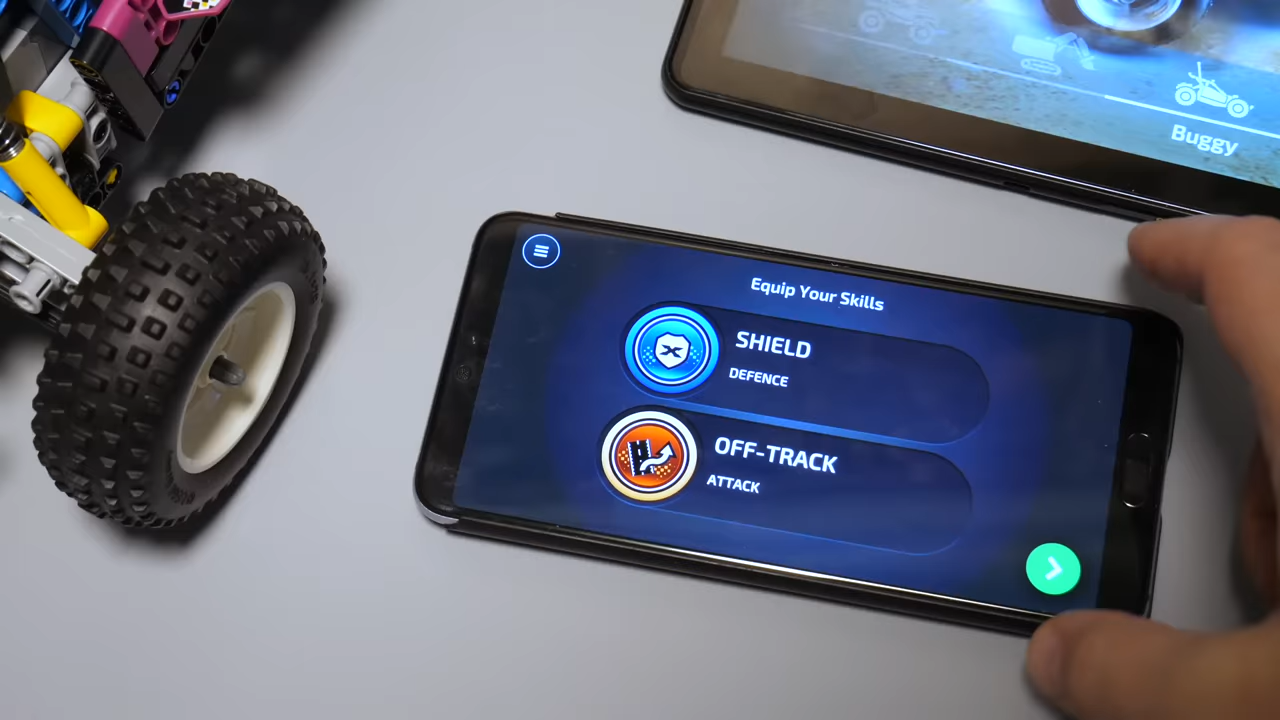 Buggy
Equip Your Skills
SHIELD
DEFENCE
OFF-TRACK
ATTACK